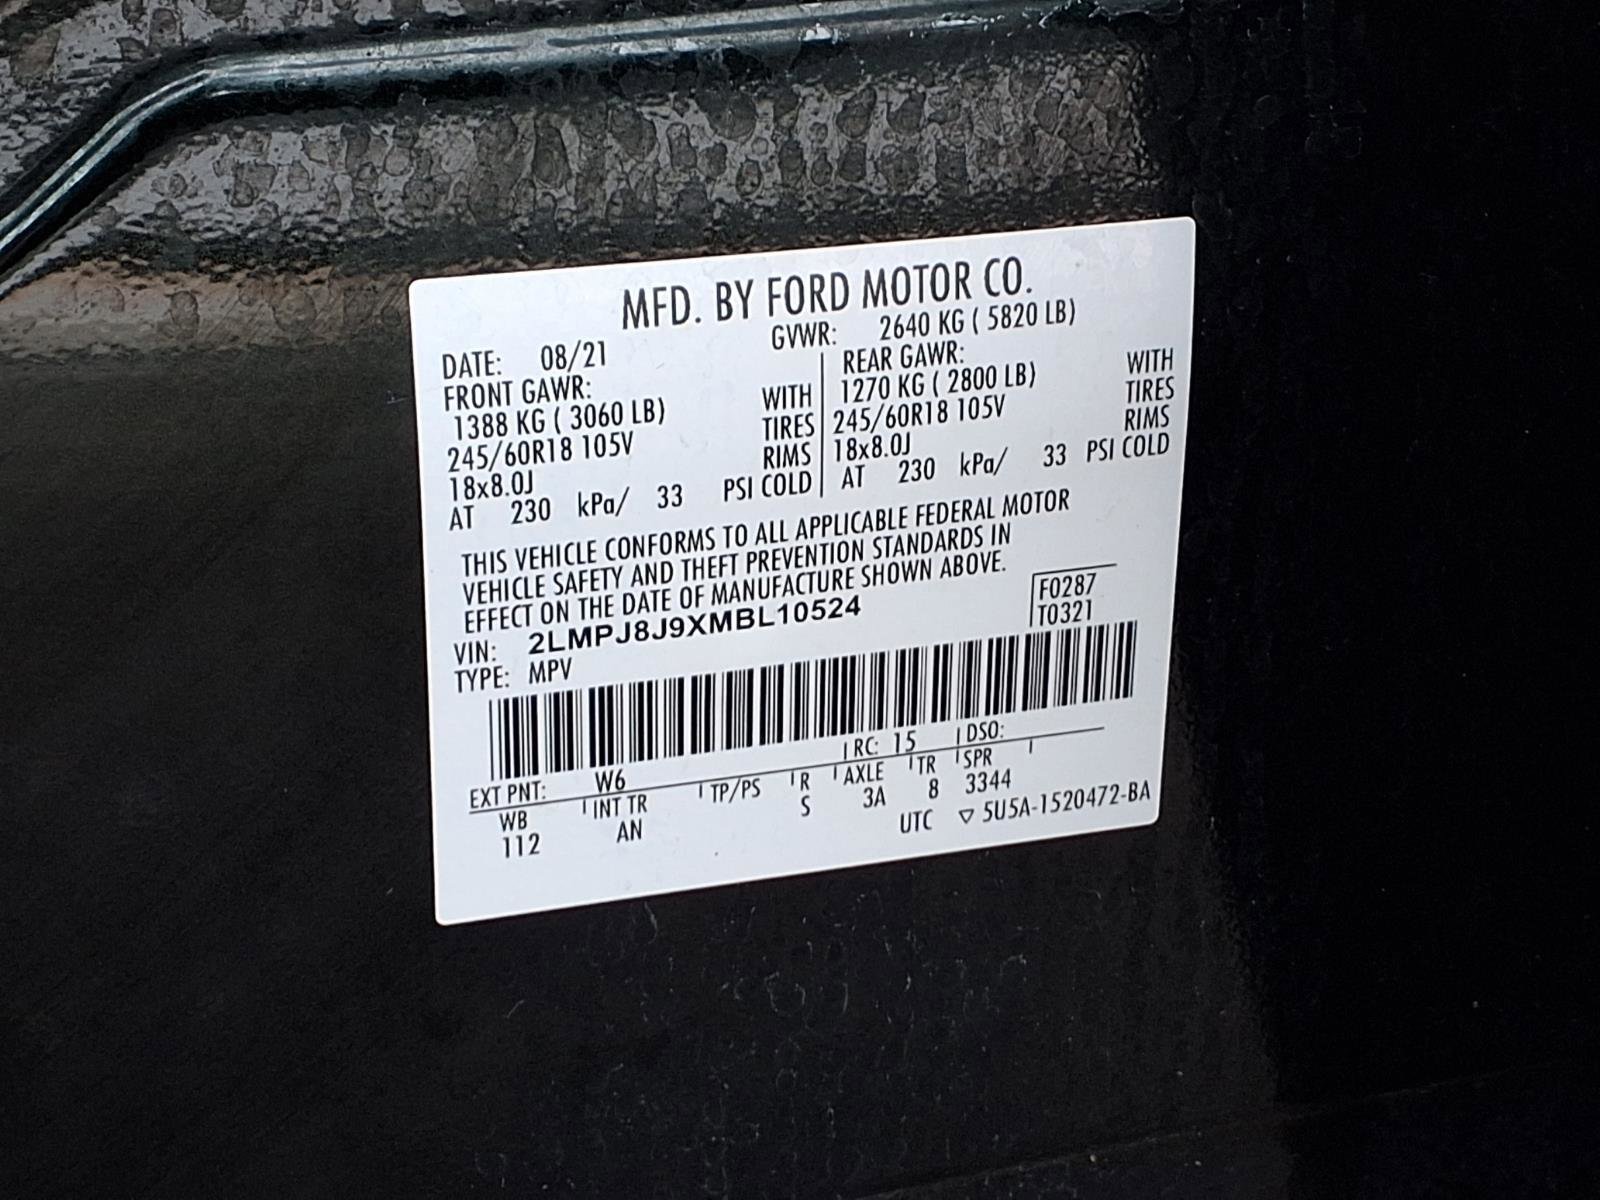 MFD. BY FORD MOTOR CO.
DATE: 08/21 GVWR: 2640 KG ( 5820 LB)
FRONT GAWR:
1388 KG ( 3060 LB) WITH
245/60R18 105V TIRES
18x8.0J RIMS
AT 230 kPa/ 33 PSI COLD
REAR GAWR:
1270 KG ( 2800 LB) WITH
245/60R18 105V TIRES
18x8.0J RIMS
AT 230 kPa/ 33 PSI COLD
THIS VEHICLE CONFORMS TO ALL APPLICABLE FEDERAL MOTOR
VEHICLE SAFETY AND THEFT PREVENTION STANDARDS IN
EFFECT ON THE DATE OF MANUFACTURE SHOWN ABOVE.
VIN: 2LMPJ8J9XMBL10524
TYPE: MPV
F0287
T0321
EXT PNT: W6 RC: 15 DSO:
WB INT TR TP/PS R AXLE TR SPR
112 AN S 3A 8 3344
UTC ▽ 5U5A-1520472-BA